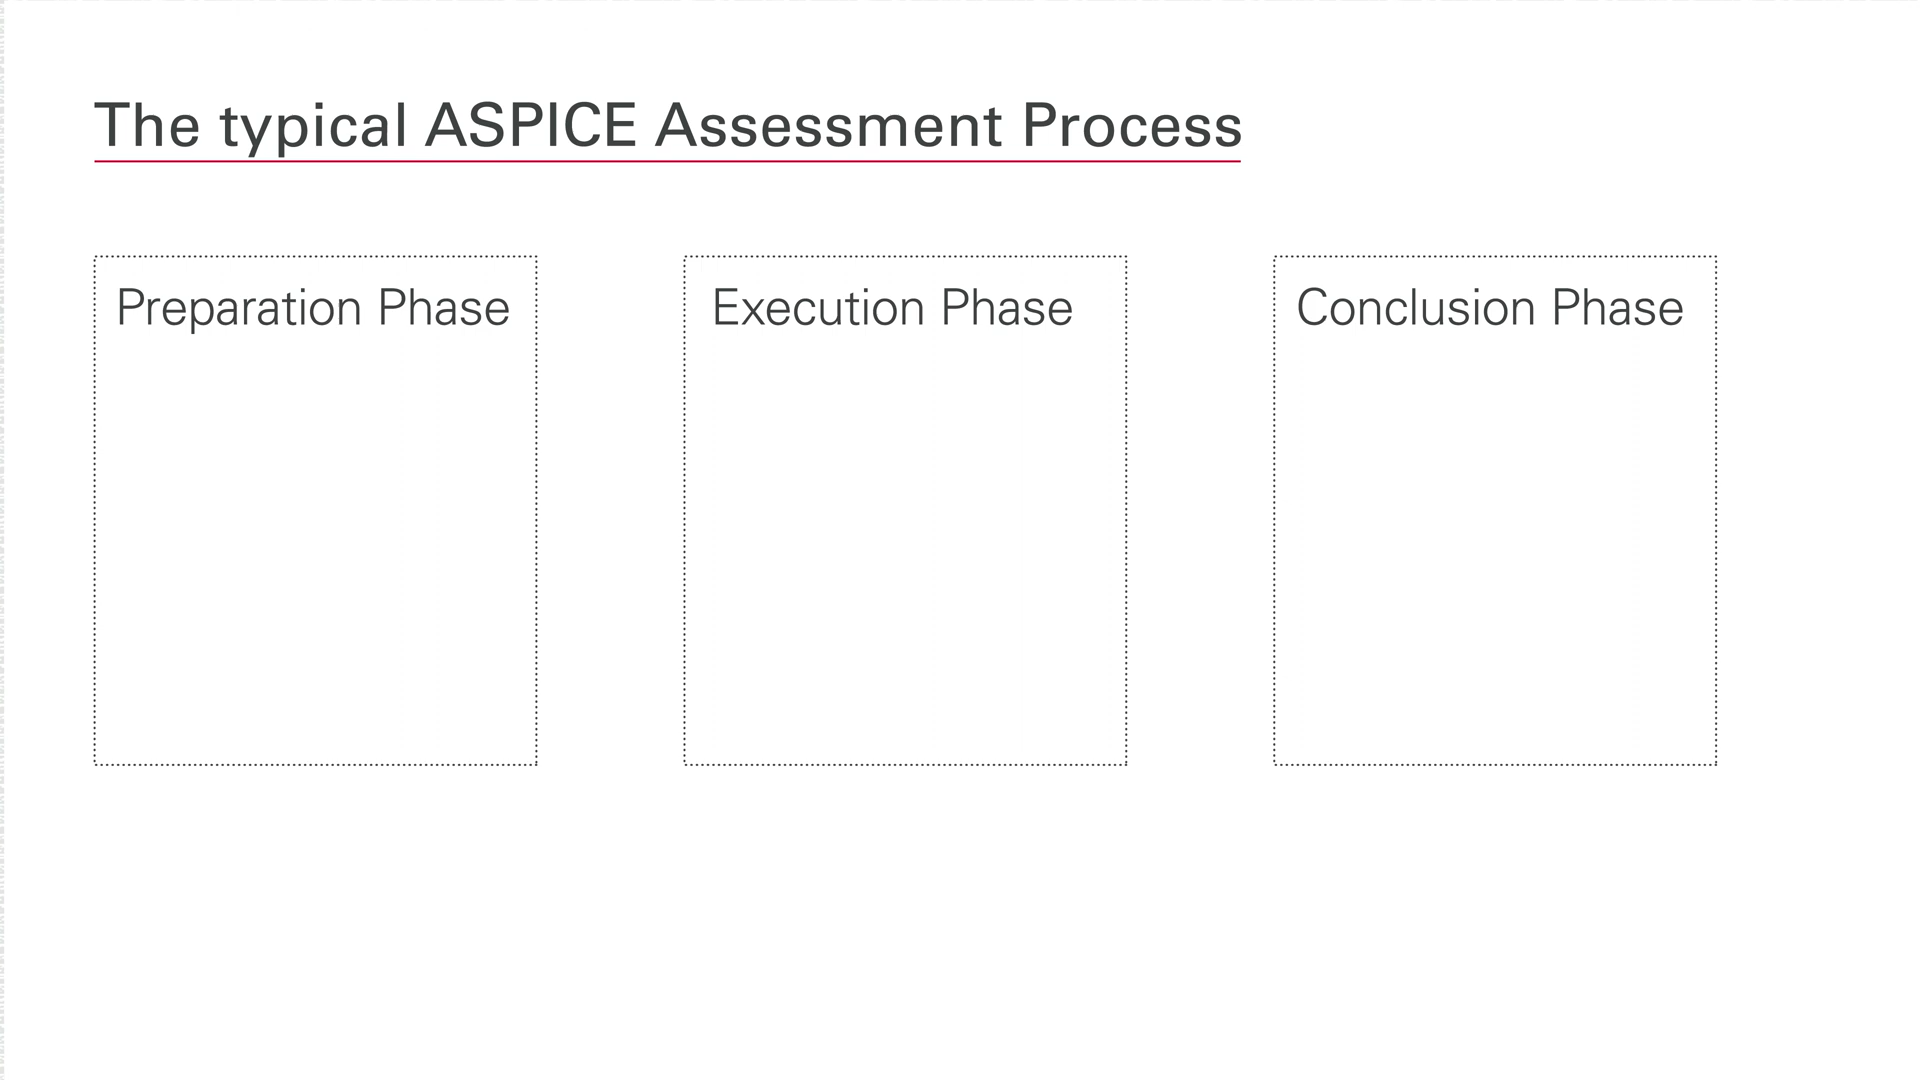 The typical ASPICE Assessment Process
Preparation Phase
Execution Phase
Conclusion Phase